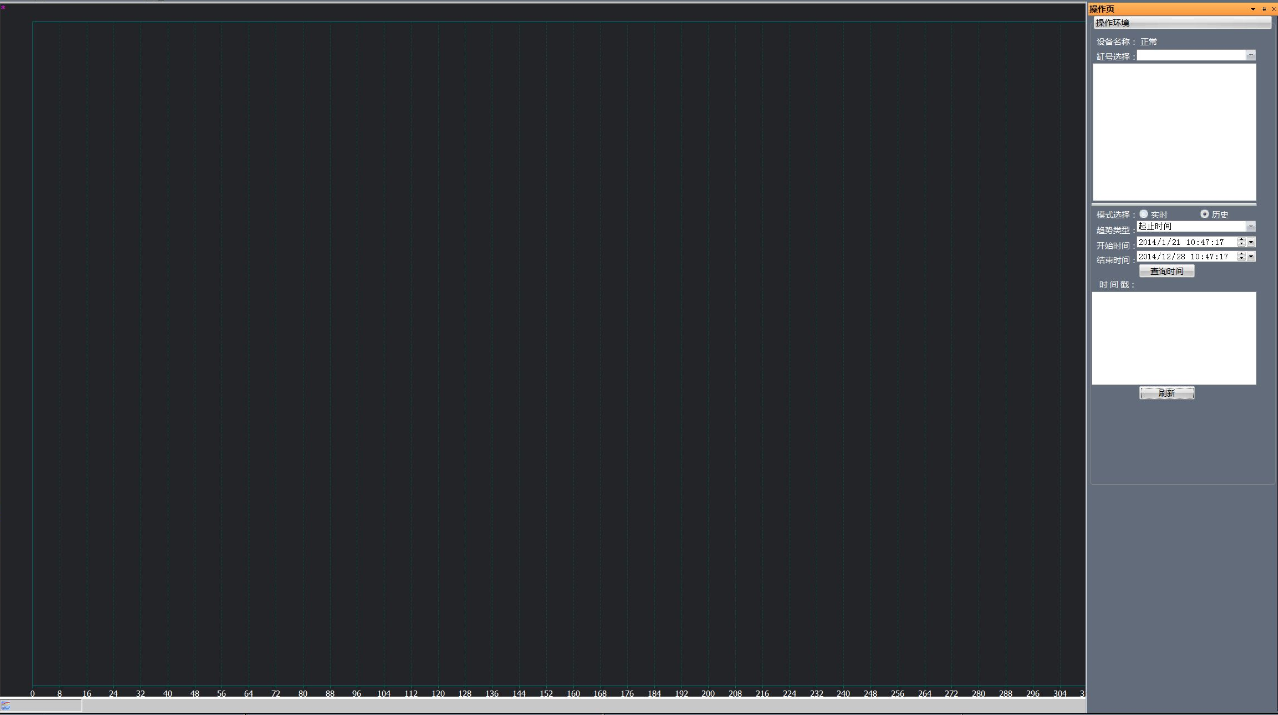 操作页
操作环境
设备名称： 正常
缸号选择：
模式选择： 实时 历史
趋势类型： 起止时间
开始时间： 2014/1/21 10:47:17
结束时间： 2014/12/28 10:47:17
查询时间
时 间 戳：
刷新
0 8 16 24 32 40 48 56 64 72 80 88 96 104 112 120 128 136 144 152 160 168 176 184 192 200 208 216 224 232 240 248 256 264 272 280 288 296 304